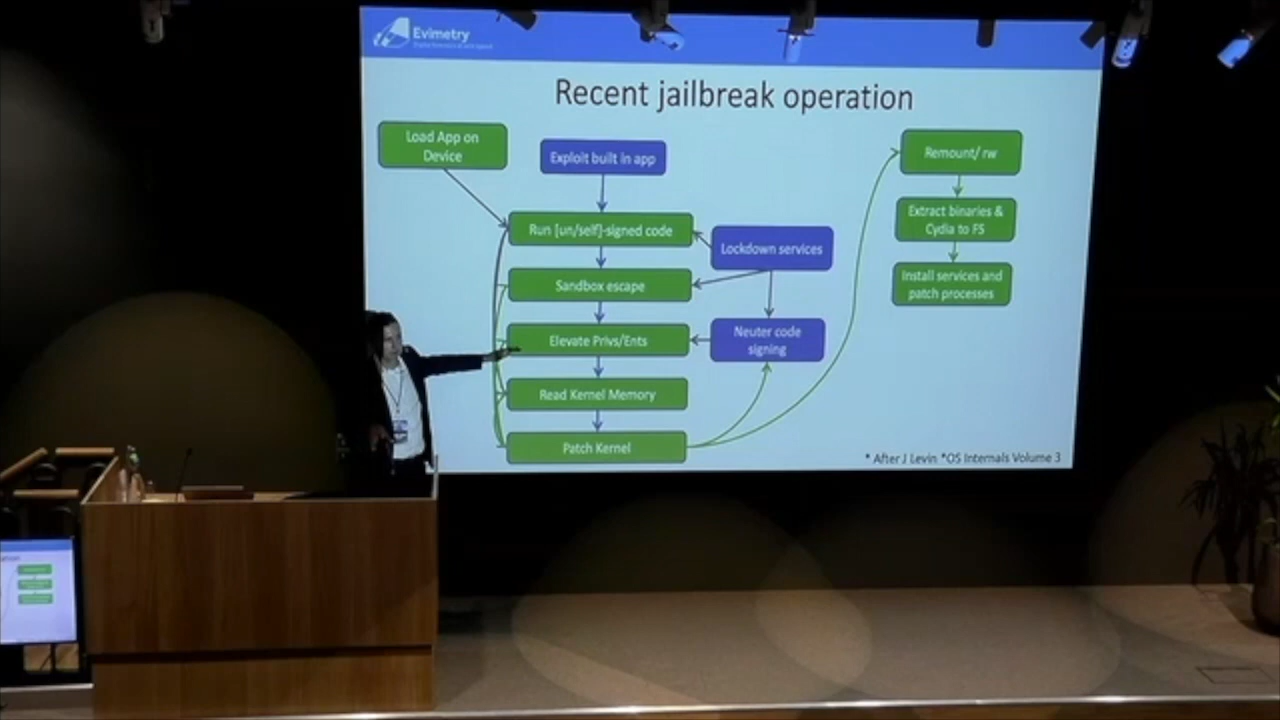 Evimetry
Recent jailbreak operation
Load App on
Device
Exploit built in app
Run [un/self]-signed code
Lockdown services
Sandbox escape
Elevate Privs/Ents
Neuter code
signing
Read Kernel Memory
Patch Kernel
Remount/ rw
Extract binaries &
Cydia to FS
Install services and
patch processes
* After J Levin *OS Internals Volume 3